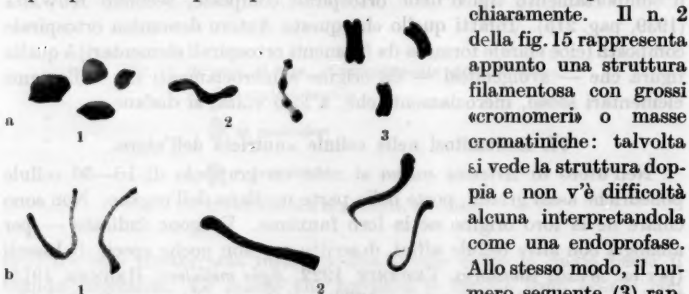 chiaramente. Il n. 2
della fig. 15 rappresenta
appunto una struttura
filamentosa con grossi
«cromomeri» o masse
cromatiniche: talvolta
si vede la struttura dop-
pia e non v'è difficoltà
alcuna interpretandola
come una endoprofase.
Allo stesso modo, il nu-
mero seguente (3) rap-
a
1
2
3
b
1
2